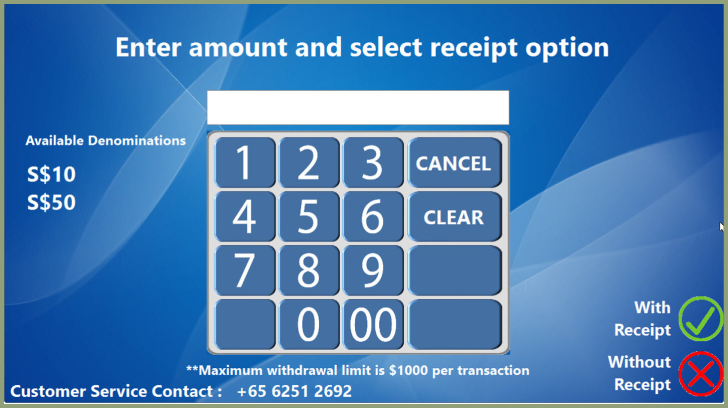 Enter amount and select receipt option
Available Denominations
S$10
S$50
1 2 3 CANCEL
4 5 6 CLEAR
7 8 9
0 00
With
Receipt
Without
Receipt
**Maximum withdrawal limit is $1000 per transaction
Customer Service Contact : +65 6251 2692